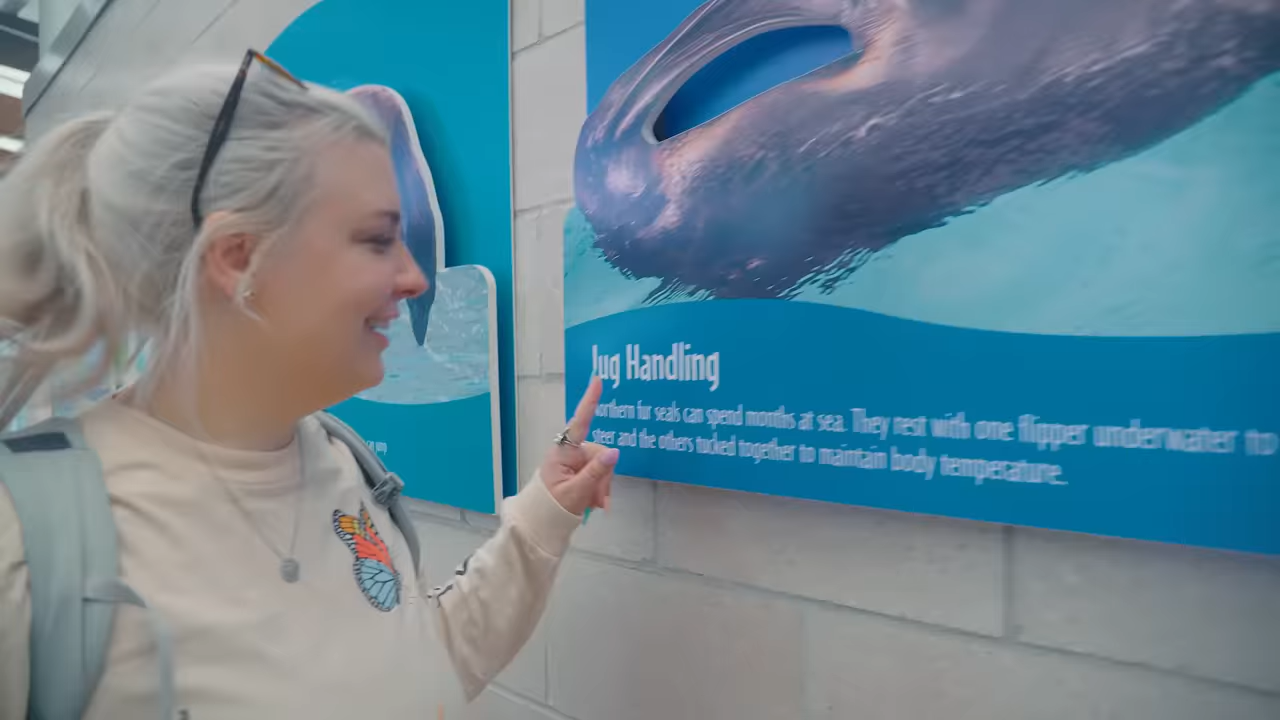 Jug Handling
Northern fur seals can spend months at sea. They rest with one flipper underwater to
steer and the others tucked together to maintain body temperature.